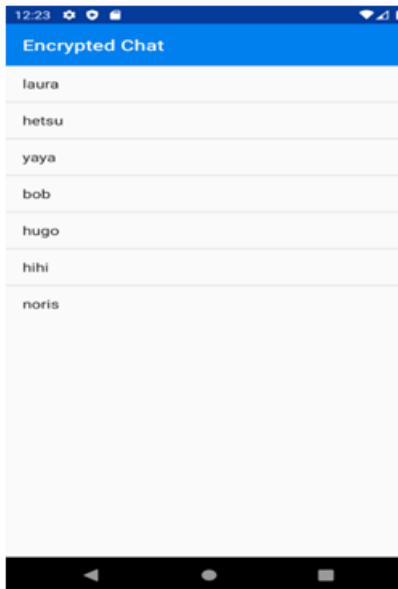 12:23
Encrypted Chat
laura
hetsu
yaya
bob
hugo
hihi
noris